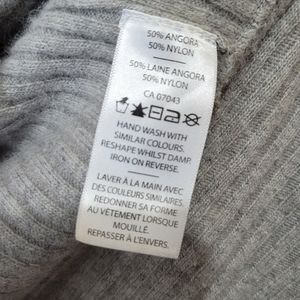 50% ANGORA
50% NYLON
50% LAINE ANGORA
50% NYLON
CA 07043
HAND WASH WITH
SIMILAR COLOURS.
RESHAPE WHILST DAMP.
IRON ON REVERSE.
LAVER À LA MAIN AVEC
DES COULEURS SIMILAIRES.
REDONNER SA FORME
AU VÊTEMENT LORSQUE
MOUILLÉ.
REPASSER À L'ENVERS.